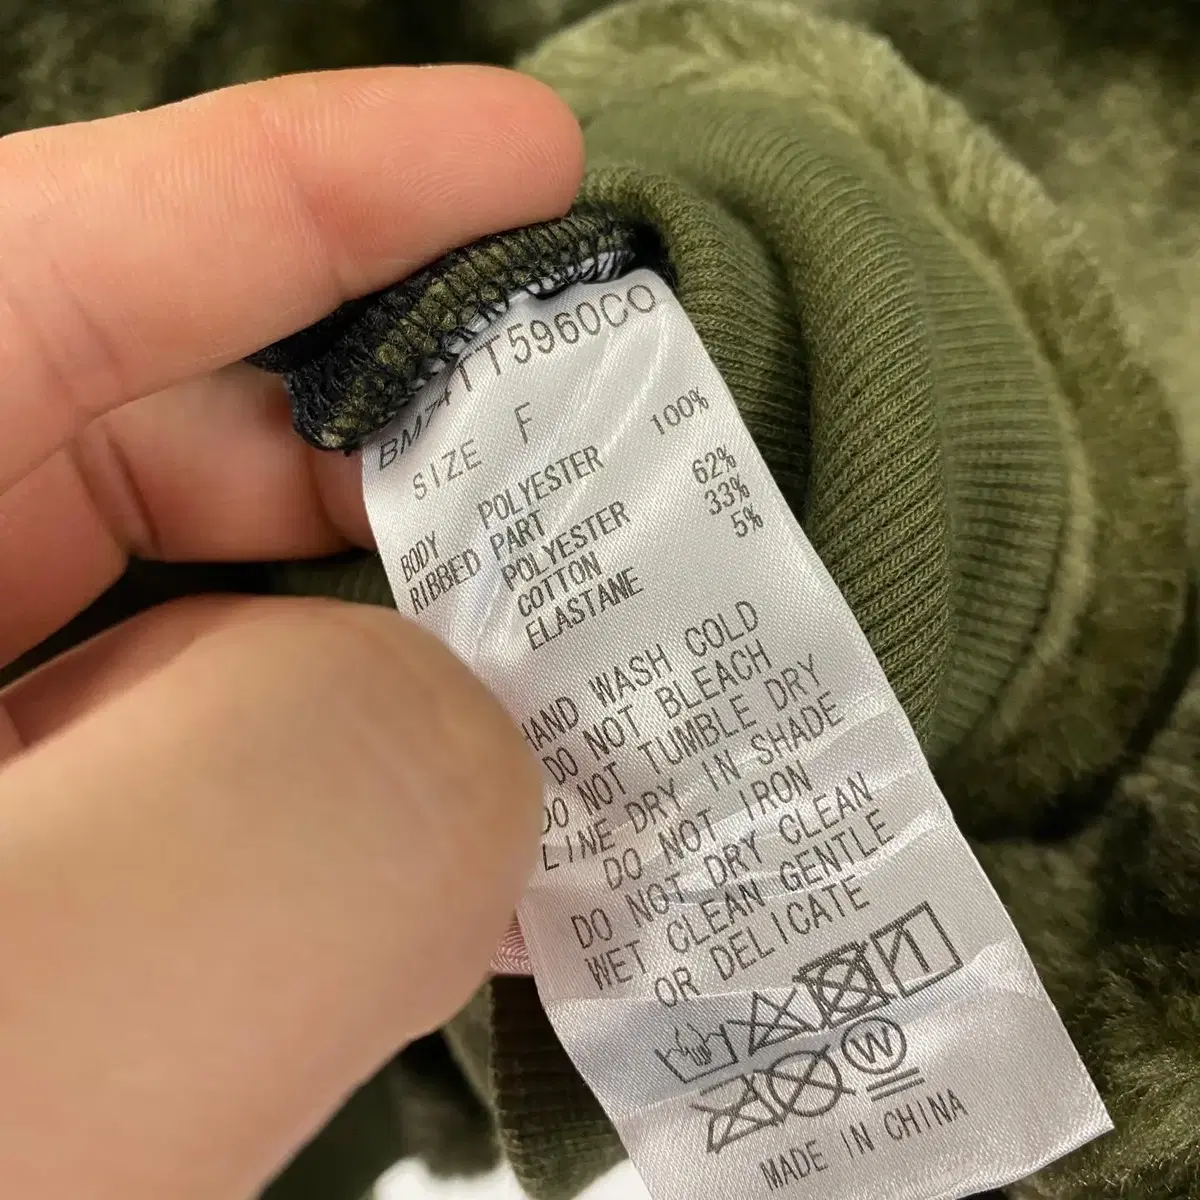 T5960CO
SIZE F
BODY
POLYESTER 100%
RIBBED PART
POLYESTER 62%
COTTON 33%
ELASTANE 5%
HAND WASH COLD
DO NOT BLEACH
DO NOT TUMBLE DRY
LINE DRY IN SHADE
DO NOT IRON
DO NOT DRY CLEAN
WET CLEAN GENTLE
OR DELICATE
W
MADE IN CHINA